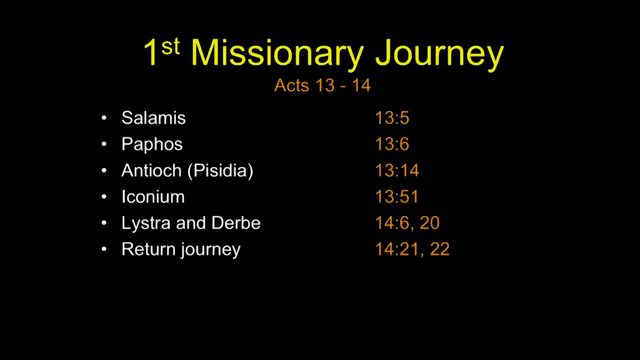 1st Missionary Journey
Acts 13 - 14
• Salamis 13:5
• Paphos 13:6
• Antioch (Pisidia) 13:14
• Iconium 13:51
• Lystra and Derbe 14:6, 20
• Return journey 14:21, 22